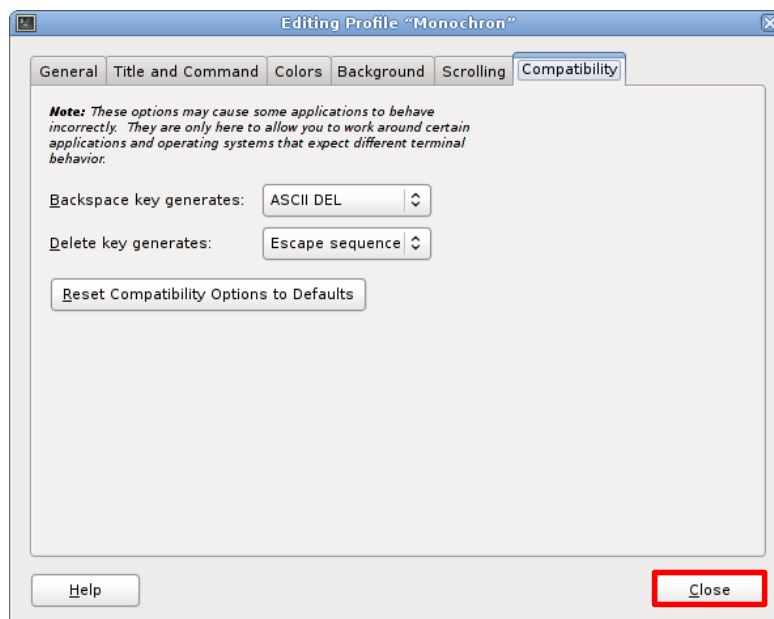 Editing Profile “Monochron”
General Title and Command Colors Background Scrolling Compatibility
Note: These options may cause some applications to behave
incorrectly. They are only here to allow you to work around certain
applications and operating systems that expect different terminal
behavior.
Backspace key generates: ASCII DEL
Delete key generates: Escape sequence
Reset Compatibility Options to Defaults
Help Close